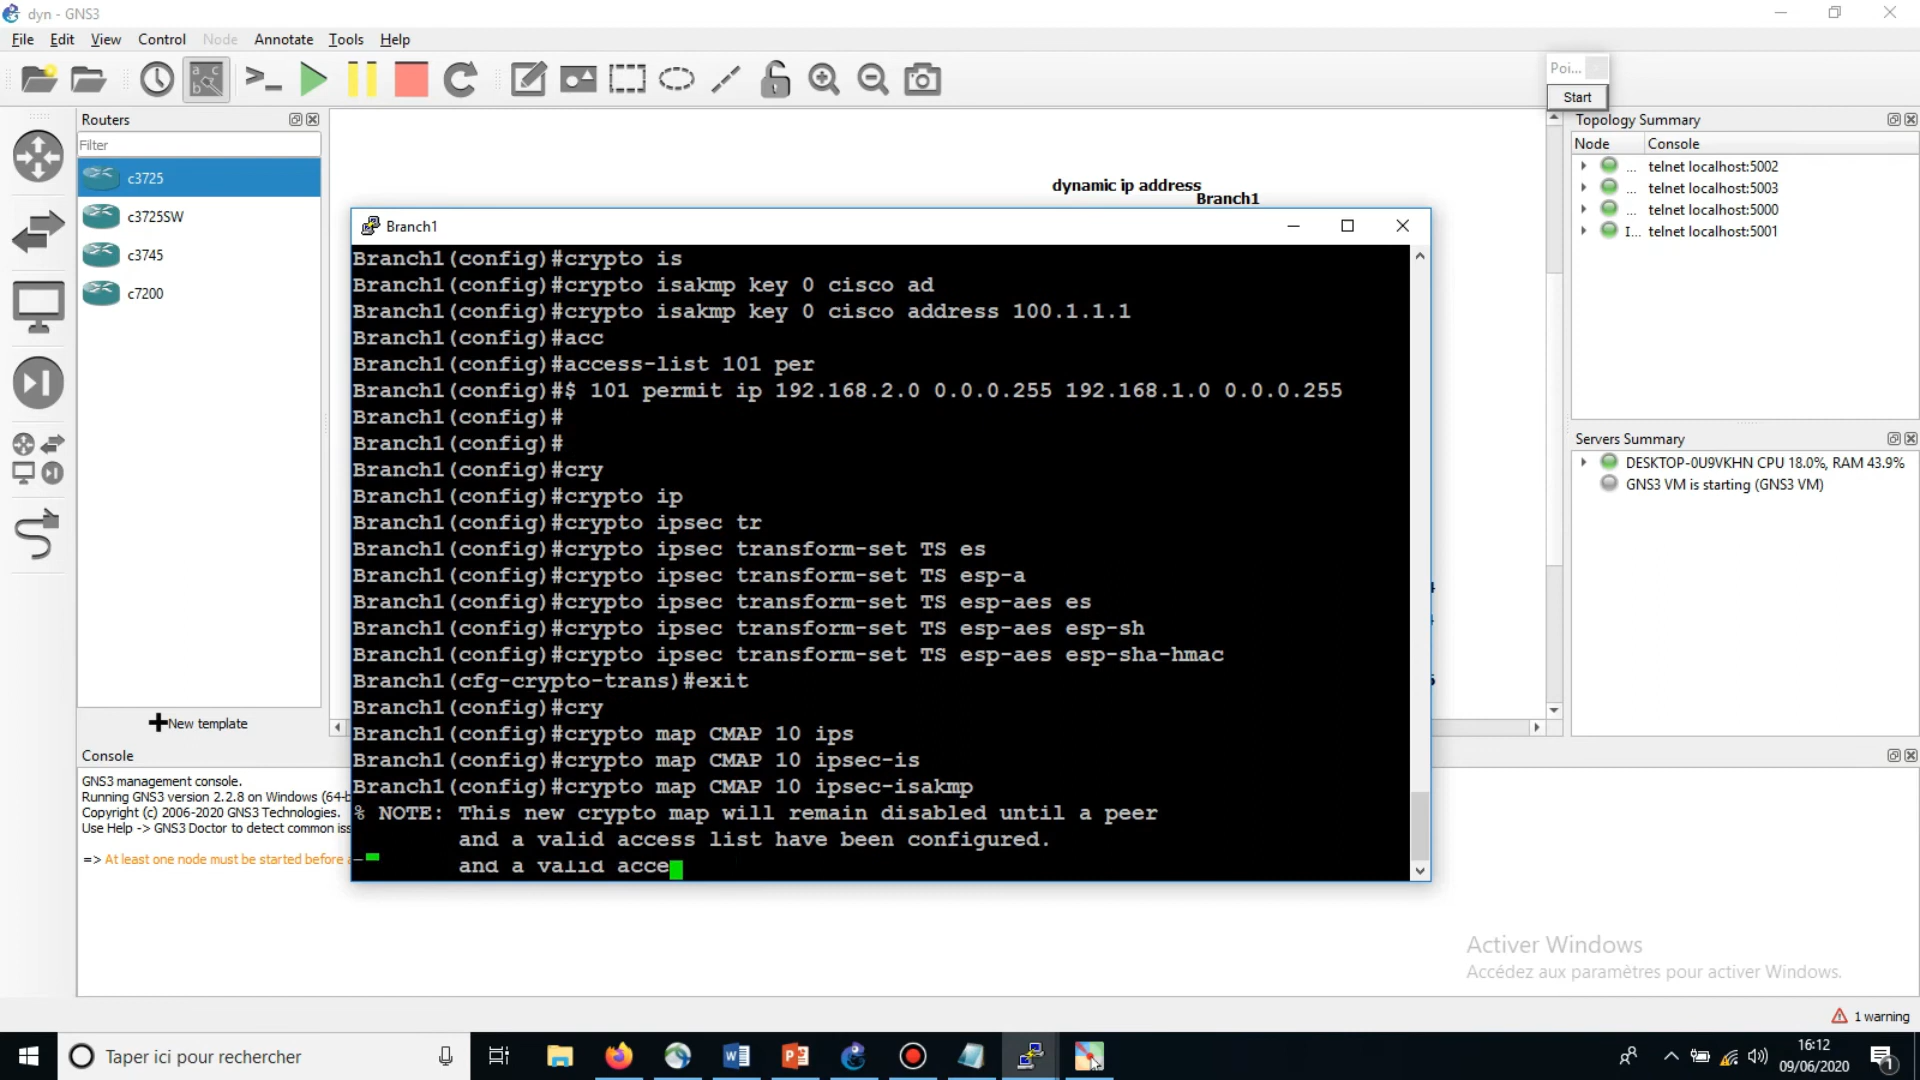 dyn - GNS3
File Edit View Control Node Annotate Tools Help
Poi...
Start
Routers
Filter
c3725
c3725SW
c3745
c7200
New template
dynamic ip address
Branch1
Branch1
Branch1(config)#crypto is
Branch1(config)#crypto isakmp key 0 cisco ad
Branch1(config)#crypto isakmp key 0 cisco address 100.1.1.1
Branch1(config)#acc
Branch1(config)#access-list 101 per
Branch1(config)#$ 101 permit ip 192.168.2.0 0.0.0.255 192.168.1.0 0.0.0.255
Branch1(config)#
Branch1(config)#
Branch1(config)#cry
Branch1(config)#crypto ip
Branch1(config)#crypto ipsec tr
Branch1(config)#crypto ipsec transform-set TS es
Branch1(config)#crypto ipsec transform-set TS esp-a
Branch1(config)#crypto ipsec transform-set TS esp-aes es
Branch1(config)#crypto ipsec transform-set TS esp-aes esp-sh
Branch1(config)#crypto ipsec transform-set TS esp-aes esp-sha-hmac
Branch1(cfg-crypto-trans)#exit
Branch1(config)#cry
Branch1(config)#crypto map CMAP 10 ips
Branch1(config)#crypto map CMAP 10 ipsec-is
Branch1(config)#crypto map CMAP 10 ipsec-isakmp
% NOTE: This new crypto map will remain disabled until a peer
and a valid access list have been configured.
and a valid acce
Topology Summary
Node Console
... telnet localhost:5002
... telnet localhost:5003
... telnet localhost:5000
I... telnet localhost:5001
Servers Summary
DESKTOP-0U9VKHN CPU 18.0%, RAM 43.9%
GNS3 VM is starting (GNS3 VM)
Console
GNS3 management console.
Running GNS3 version 2.2.8 on Windows (64-b
Copyright (c) 2006-2020 GNS3 Technologies.
Use Help -> GNS3 Doctor to detect common iss
=> At least one node must be started before a
Activer Windows
Accédez aux paramètres pour activer Windows.
1 warning
Taper ici pour rechercher
16:12
09/06/2020
1